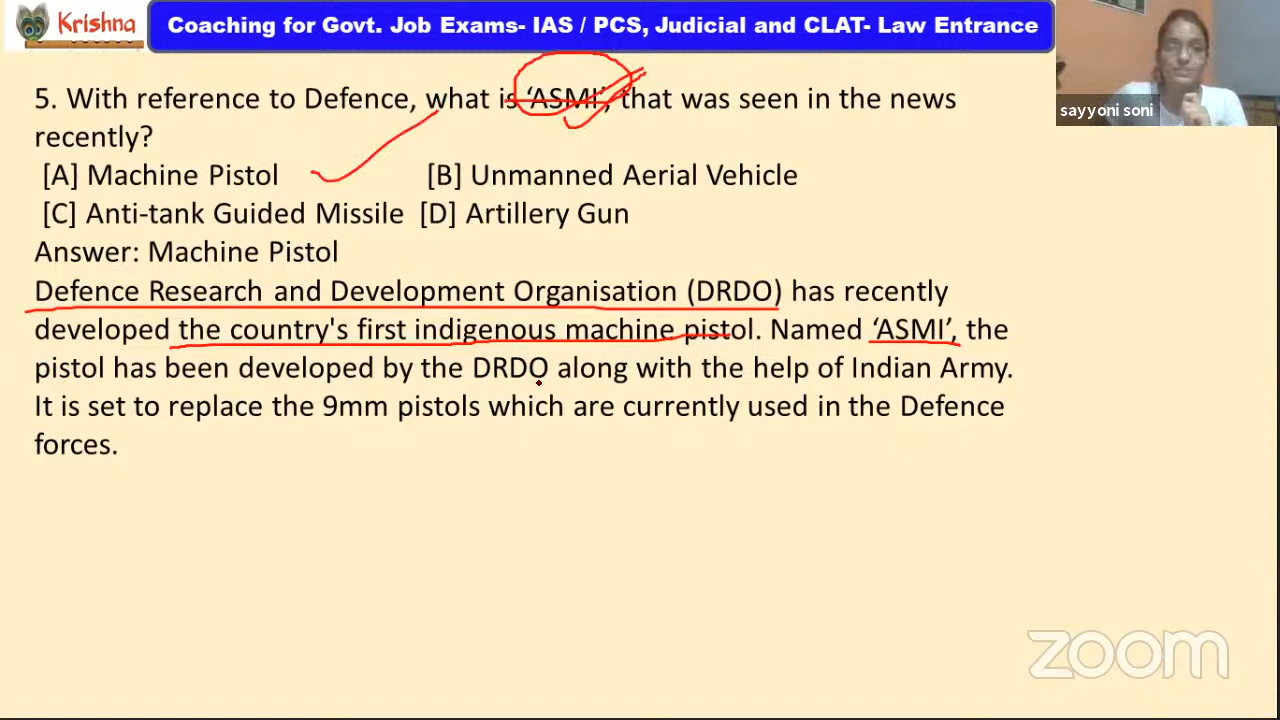 Krishna
Coaching for Govt. Job Exams- IAS / PCS, Judicial and CLAT- Law Entrance
sayyoni soni
5. With reference to Defence, what is ‘ASMI’, that was seen in the news
recently?
[A] Machine Pistol [B] Unmanned Aerial Vehicle
[C] Anti-tank Guided Missile [D] Artillery Gun
Answer: Machine Pistol
Defence Research and Development Organisation (DRDO) has recently
developed the country's first indigenous machine pistol. Named ‘ASMI’, the
pistol has been developed by the DRDO along with the help of Indian Army.
It is set to replace the 9mm pistols which are currently used in the Defence
forces.
zoom